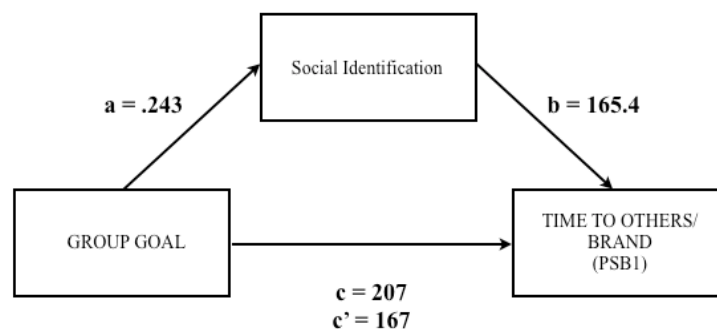 Social Identification
a = .243
b = 165.4
GROUP GOAL
TIME TO OTHERS/
BRAND
(PSB1)
c = 207
c’ = 167